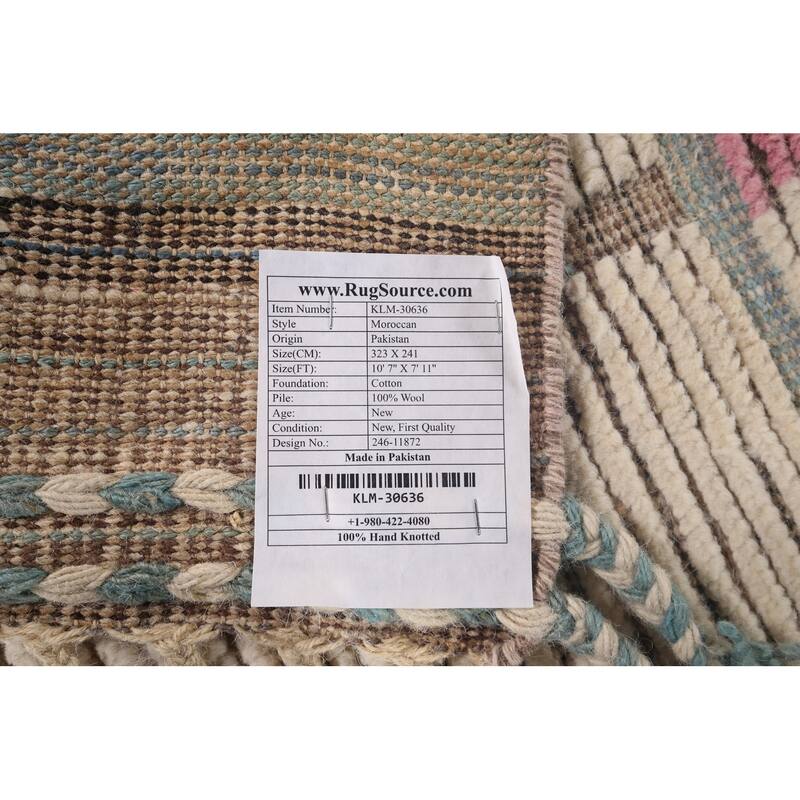 www.RugSource.com
Item Number: KLM-30636
Style Moroccan
Origin Pakistan
Size(CM): 323 X 241
Size(FT): 10' 7" X 7' 11"
Foundation: Cotton
Pile: 100% Wool
Age: New
Condition: New, First Quality
Design No.: 246-11872
Made in Pakistan
KLM-30636
+1-980-422-4080
100% Hand Knotted